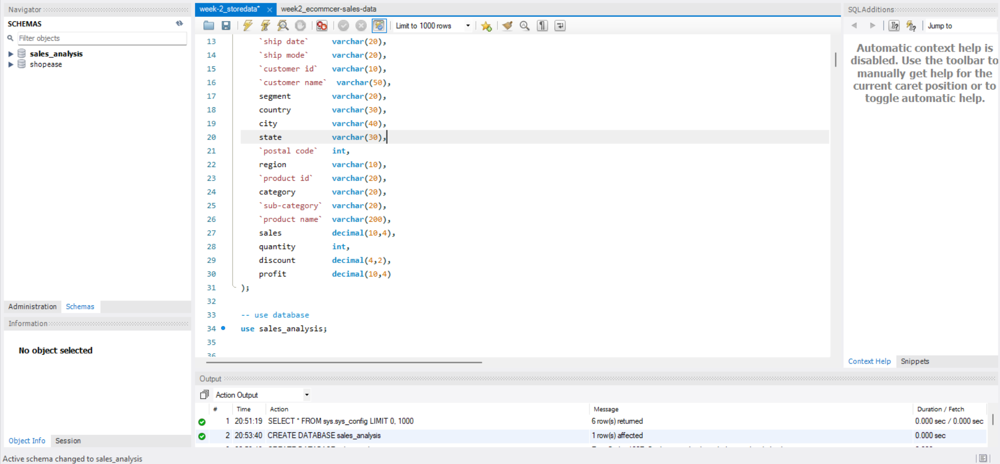 Navigator
SCHEMAS
Filter objects
sales_analysis
shopease
Administration Schemas
Information
No object selected
Object Info Session
week-2_storedata* week2_ecommcer-sales-data
Limit to 1000 rows
13 `ship date` varchar(20),
14 `ship mode` varchar(20),
15 `customer id` varchar(10),
16 `customer name` varchar(50),
17 segment varchar(20),
18 country varchar(30),
19 city varchar(40),
20 state varchar(30),
21 `postal code` int,
22 region varchar(10),
23 `product id` varchar(20),
24 category varchar(20),
25 `sub-category` varchar(20),
26 `product name` varchar(200),
27 sales decimal(10,4),
28 quantity int,
29 discount decimal(4,2),
30 profit decimal(10,4)
31 );
32
33 -- use database
34 use sales_analysis;
35
36
SQLAdditions
Jump to
Automatic context help is
disabled. Use the toolbar to
manually get help for the
current caret position or to
toggle automatic help.
Context Help Snippets
Output
Action Output
# Time Action Message Duration / Fetch
1 20:51:19 SELECT * FROM sys.sys_config LIMIT 0, 1000 6 row(s) returned 0.000 sec / 0.000 sec
2 20:53:40 CREATE DATABASE sales_analysis 1 row(s) affected 0.000 sec
Active schema changed to sales_analysis